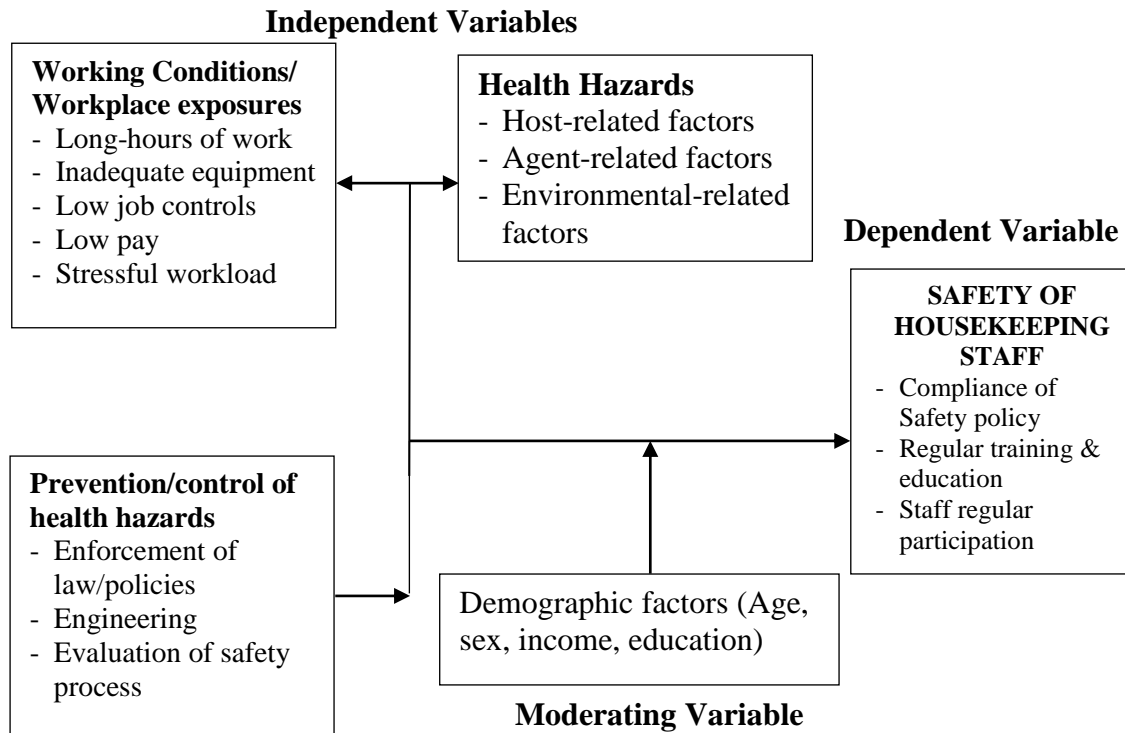 Independent Variables
Working Conditions/
Workplace exposures
- Long-hours of work
- Inadequate equipment
- Low job controls
- Low pay
- Stressful workload
Health Hazards
- Host-related factors
- Agent-related factors
- Environmental-related
factors
Dependent Variable
SAFETY OF
HOUSEKEEPING
STAFF
- Compliance of
Safety policy
- Regular training &
education
- Staff regular
participation
Prevention/control of
health hazards
- Enforcement of
law/policies
- Engineering
- Evaluation of safety
process
Demographic factors (Age,
sex, income, education)
Moderating Variable